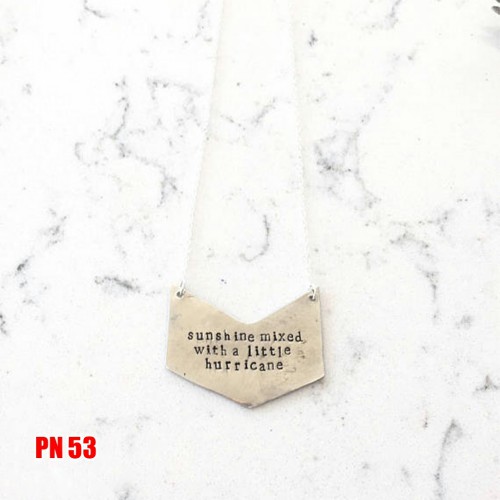 sunshine mixed
with a little
hurricane
PN 53